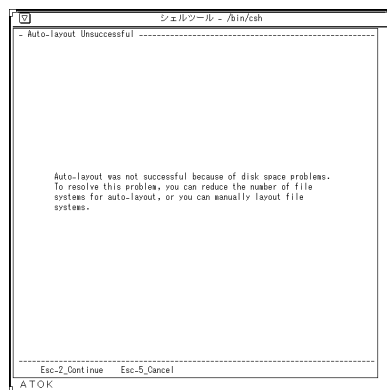 シェルツール - /bin/csh
- Auto-layout Unsuccessful ----------------------------------------------------
Auto-layout was not successful because of disk space problems.
To resolve this problem, you can reduce the number of file
systems for auto-layout, or you can manually layout file
systems.
--------------------------------------------------------------------------------
Esc-2_Continue    Esc-5_Cancel
ATOK